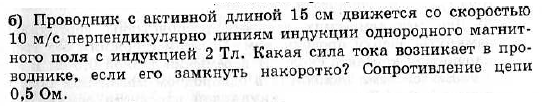 б) Проводник с активной длиной 15 см движется со скоростью
10 м/с перпендикулярно линиям индукции однородного магнит-
ного поля с индукцией 2 Тл. Какая сила тока возникает в про-
воднике, если его замкнуть накоротко? Сопротивление цепи
0,5 Ом.